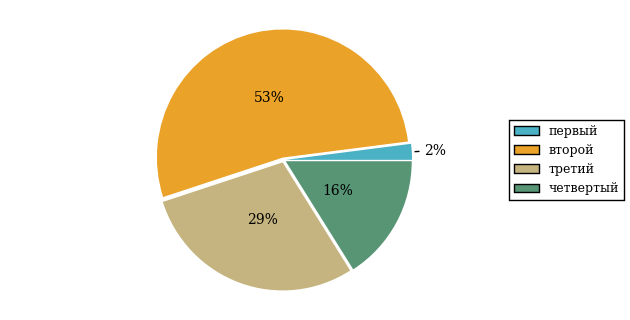 53%
2%
16%
29%
первый
второй
третий
четвертый